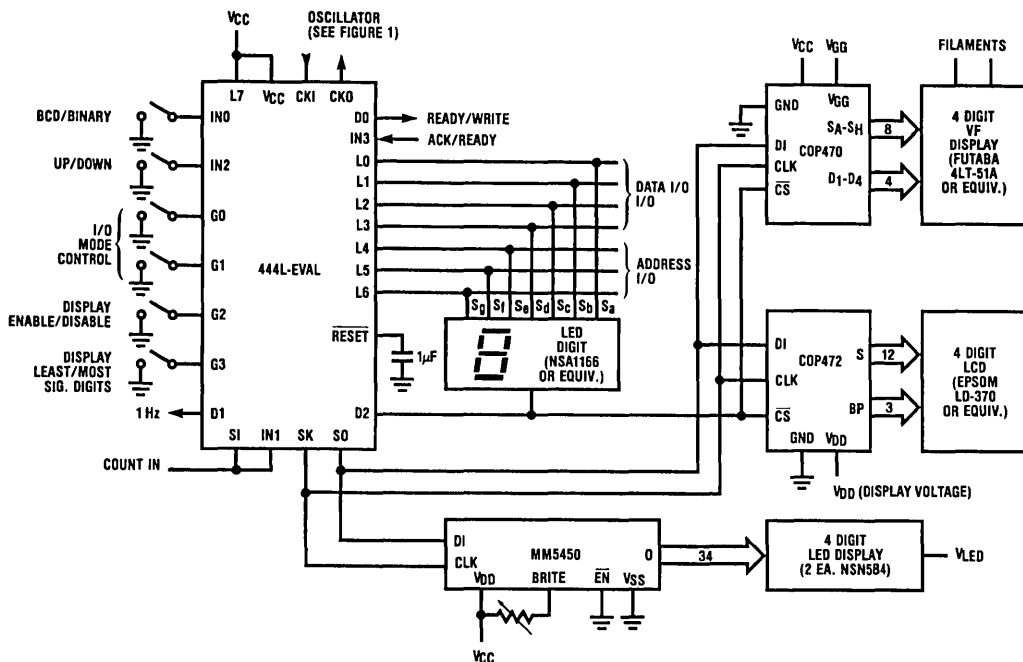 VCC
OSCILLATOR
(SEE FIGURE 1)
L7
VCC
CKI
CKO
BCD/BINARY
IN0
UP/DOWN
IN2
I/O
MODE
CONTROL
G0
G1
DISPLAY
ENABLE/DISABLE
G2
DISPLAY
LEAST/MOST
SIG. DIGITS
G3
1 Hz
D1
444L-EVAL
D0
READY/WRITE
IN3
ACK/READY
L0
L1
L2
L3
L4
L5
L6
DATA I/O
I/O
ADDRESS
I/O
RESET
1µF
D2
Sg
Sf
Se
Sd
Sc
Sb
Sa
LED
DIGIT
(NSA1166
OR EQUIV.)
SI
IN1
SK
SO
COUNT IN
VCC
VGG
GND
VGG
SA-SH
8
COP470
DI
CLK
D1-D4
4
CS
FILAMENTS
4 DIGIT
VF
DISPLAY
(FUTABA
4LT-51A
OR EQUIV.)
DI
COP472
S
12
CLK
CS
BP
3
GND
VDD
VDD (DISPLAY VOLTAGE)
4 DIGIT
LCD
(EPSOM
LD-370
OR EQUIV.)
DI
MM5450
O
34
CLK
VDD
BRITE
EN
VSS
VCC
4 DIGIT
LED DISPLAY
(2 EA. NSN584)
VLED